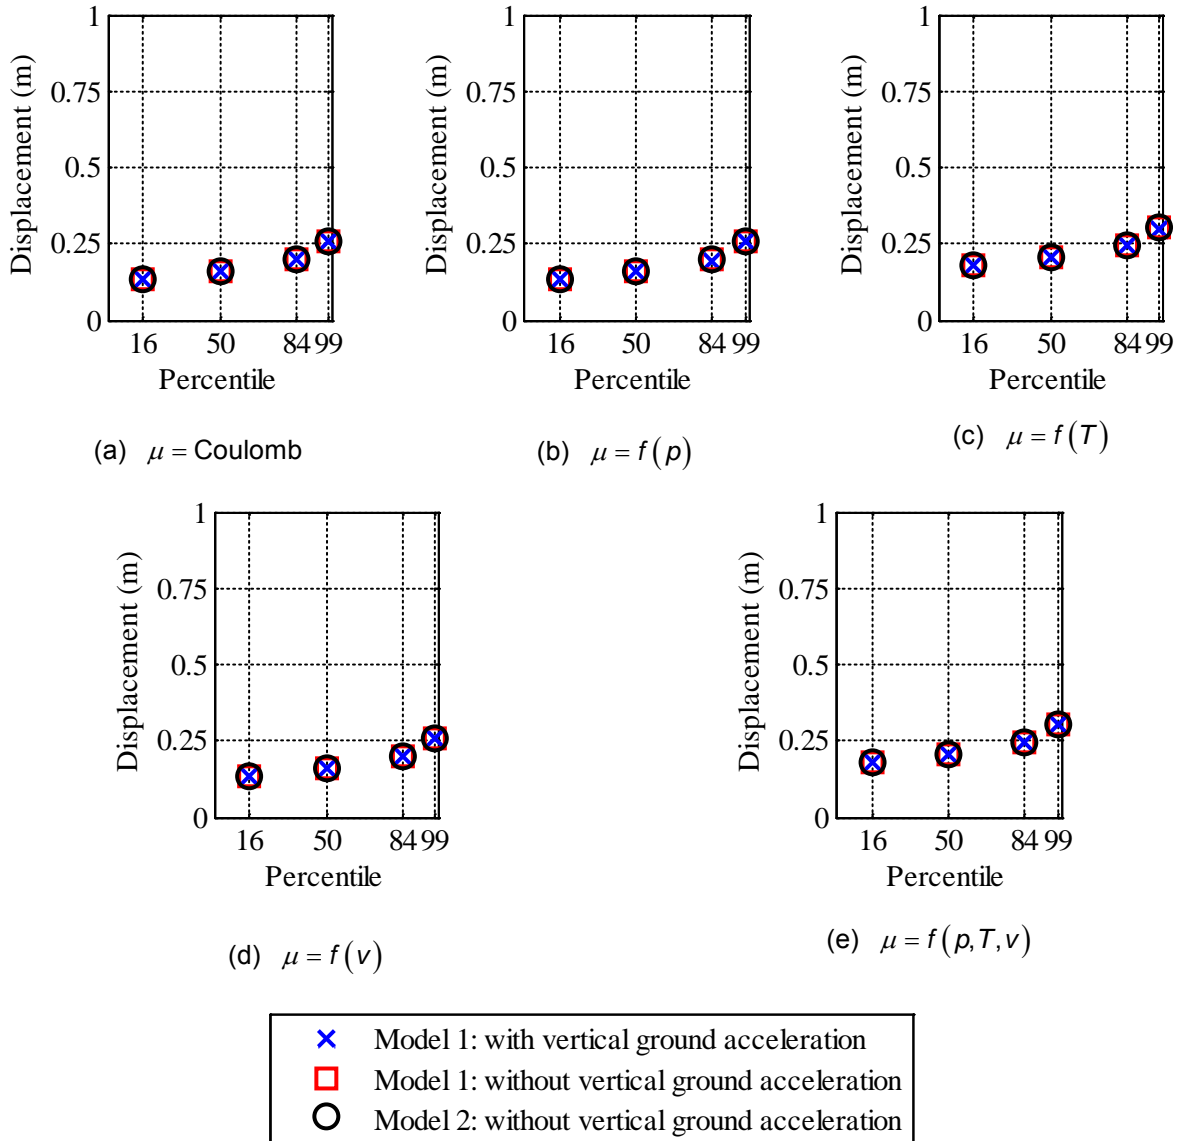 1
0.75
0.5
0.25
0
Displacement (m)
16 50 84 99
Percentile
(a) μ = Coulomb
1
0.75
0.5
0.25
0
Displacement (m)
16 50 84 99
Percentile
(b) μ = f(p)
1
0.75
0.5
0.25
0
Displacement (m)
16 50 84 99
Percentile
(c) μ = f(T)
1
0.75
0.5
0.25
0
Displacement (m)
16 50 84 99
Percentile
(d) μ = f(v)
1
0.75
0.5
0.25
0
Displacement (m)
16 50 84 99
Percentile
(e) μ = f(p,T,v)
Model 1: with vertical ground acceleration
Model 1: without vertical ground acceleration
Model 2: without vertical ground acceleration